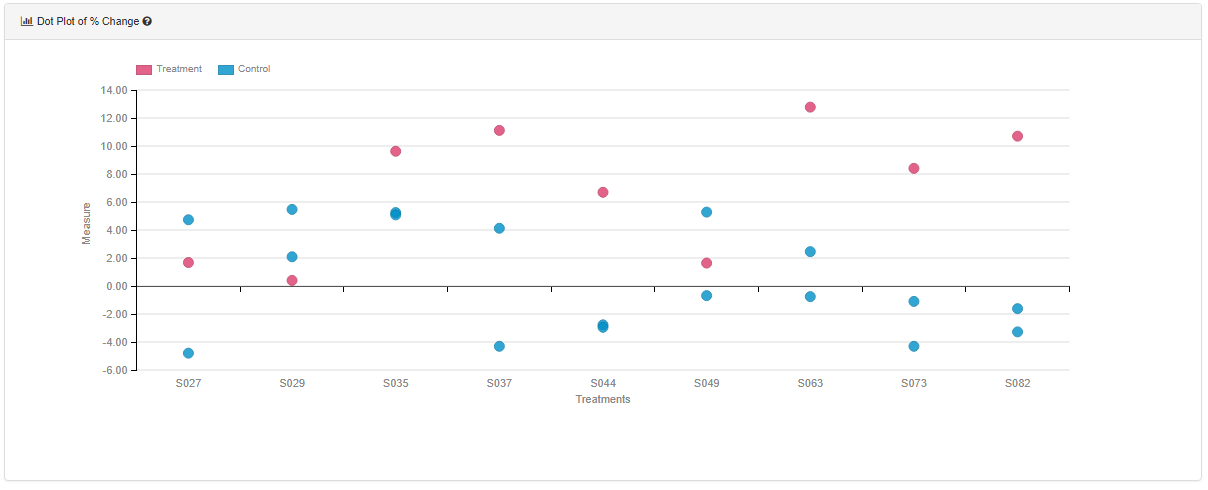 Dot Plot of % Change
Treatment Control
14.00
12.00
10.00
8.00
6.00
4.00
2.00
0.00
-2.00
-4.00
-6.00
Measure
S027 S029 S035 S037 S044 S049 S063 S073 S082
Treatments